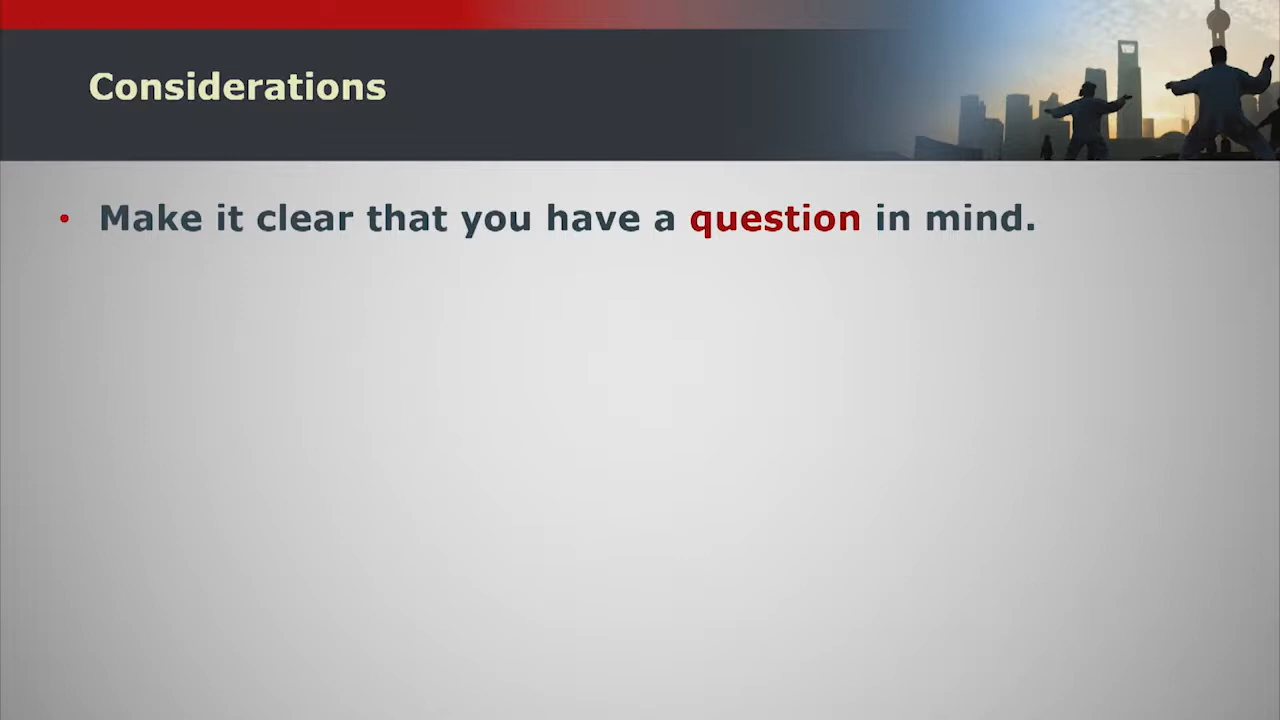 Considerations
• Make it clear that you have a question in mind.